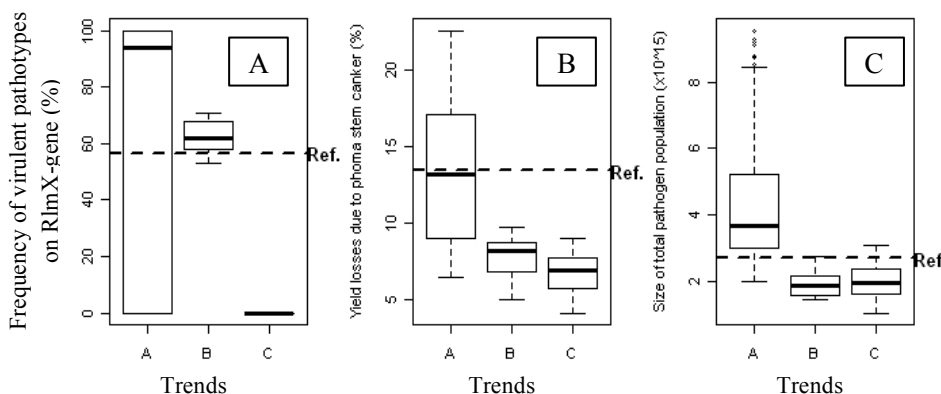 Frequency of virulent pathotypes
on RlmX-gene (%)
100
80
60
40
20
0
A
Ref.
A B C
Trends
Yield losses due to phoma stem canker (%)
20
15
10
5
B
Ref.
A B C
Trends
Size of total pathogen population (x10^15)
8
6
4
2
C
Ref
A B C
Trends